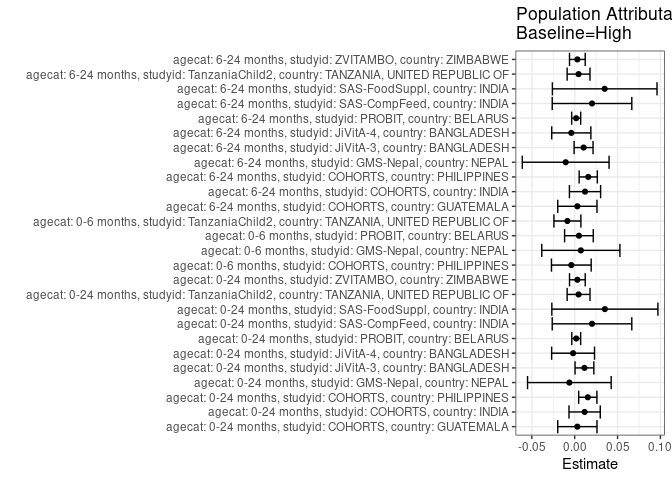 Population Attributa
Baseline=High
agecat: 6-24 months, studyid: ZVITAMBO, country: ZIMBABWE
agecat: 6-24 months, studyid: TanzaniaChild2, country: TANZANIA, UNITED REPUBLIC OF
agecat: 6-24 months, studyid: SAS-FoodSuppl, country: INDIA
agecat: 6-24 months, studyid: SAS-CompFeed, country: INDIA
agecat: 6-24 months, studyid: PROBIT, country: BELARUS
agecat: 6-24 months, studyid: JiVitA-4, country: BANGLADESH
agecat: 6-24 months, studyid: JiVitA-3, country: BANGLADESH
agecat: 6-24 months, studyid: GMS-Nepal, country: NEPAL
agecat: 6-24 months, studyid: COHORTS, country: PHILIPPINES
agecat: 6-24 months, studyid: COHORTS, country: INDIA
agecat: 6-24 months, studyid: COHORTS, country: GUATEMALA
agecat: 0-6 months, studyid: TanzaniaChild2, country: TANZANIA, UNITED REPUBLIC OF
agecat: 0-6 months, studyid: PROBIT, country: BELARUS
agecat: 0-6 months, studyid: GMS-Nepal, country: NEPAL
agecat: 0-6 months, studyid: COHORTS, country: PHILIPPINES
agecat: 0-24 months, studyid: ZVITAMBO, country: ZIMBABWE
agecat: 0-24 months, studyid: TanzaniaChild2, country: TANZANIA, UNITED REPUBLIC OF
agecat: 0-24 months, studyid: SAS-FoodSuppl, country: INDIA
agecat: 0-24 months, studyid: SAS-CompFeed, country: INDIA
agecat: 0-24 months, studyid: PROBIT, country: BELARUS
agecat: 0-24 months, studyid: JiVitA-4, country: BANGLADESH
agecat: 0-24 months, studyid: JiVitA-3, country: BANGLADESH
agecat: 0-24 months, studyid: GMS-Nepal, country: NEPAL
agecat: 0-24 months, studyid: COHORTS, country: PHILIPPINES
agecat: 0-24 months, studyid: COHORTS, country: INDIA
agecat: 0-24 months, studyid: COHORTS, country: GUATEMALA
-0.05 0.00 0.05 0.10
Estimate